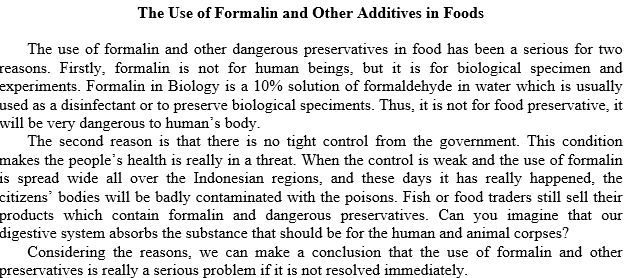 The Use of Formalin and Other Additives in Foods
The use of formalin and other dangerous preservatives in food has been a serious for two
reasons. Firstly, formalin is not for human beings, but it is for biological specimen and
experiments. Formalin in Biology is a 10% solution of formaldehyde in water which is usually
used as a disinfectant or to preserve biological speciments. Thus, it is not for food preservative, it
will be very dangerous to human's body.
The second reason is that there is no tight control from the government. This condition
makes the people's health is really in a threat. When the control is weak and the use of formalin
is spread wide all over the Indonesian regions, and these days it has really happened, the
citizens' bodies will be badly contaminated with the poisons. Fish or food traders still sell their
products which contain formalin and dangerous preservatives. Can you imagine that our
digestive system absorbs the substance that should be for the human and animal corpses?
Considering the reasons, we can make a conclusion that the use of formalin and other
preservatives is really a serious problem if it is not resolved immediately.